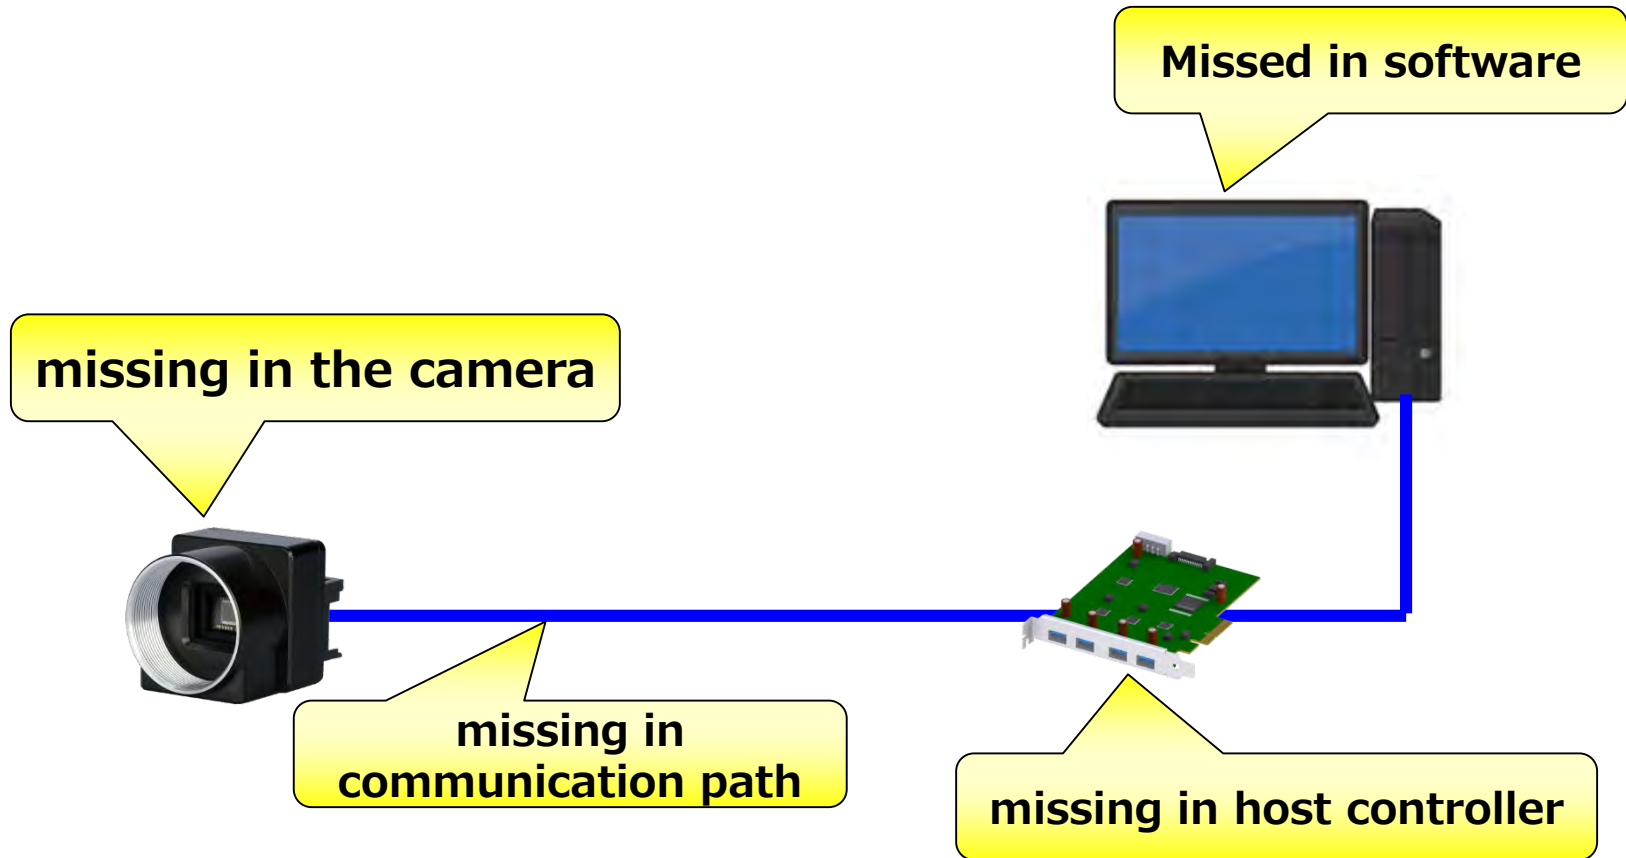 Missed in software
missing in the camera
missing in
communication path
missing in host controller